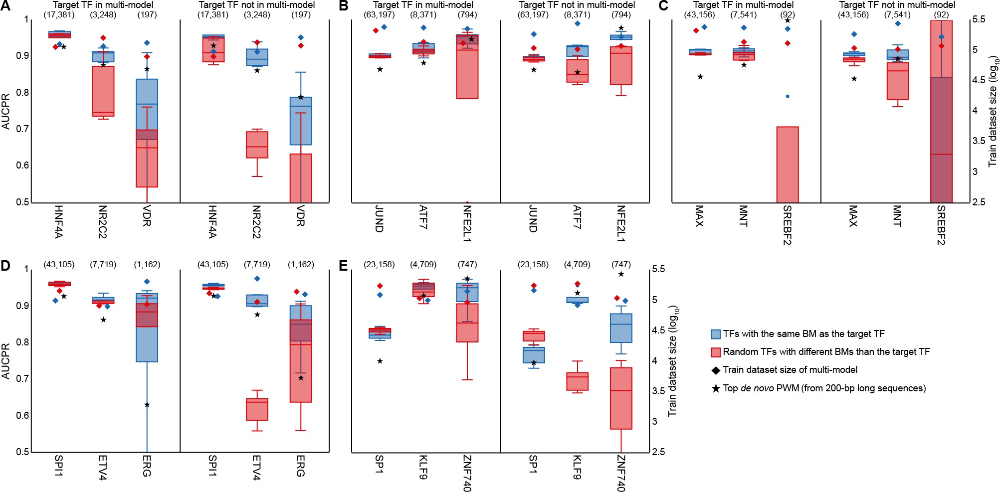 A
Target TF in multi-model
Target TF not in multi-model
(17,381) (3,248) (197)
(17,381) (3,248) (197)
AUCPR
1
0.9
0.8
0.7
0.6
0.5
HNF4A
NR2C2
VDR
HNF4A
NR2C2
VDR
B
Target TF in multi-model
Target TF not in multi-model
(63,197) (8,371) (794)
(63,197) (8,371) (794)
JUND
ATF7
NFE2L1
JUND
ATF7
NFE2L1
C
Target TF in multi-model
Target TF not in multi-model
(43,156) (7,541) (92)
(43,156) (7,541) (92)
5.5
5
4.5
4
3.5
3
2.5
Train dataset size (log10)
MAX
MNT
SREBF2
MAX
MNT
SREBF2
D
(43,105) (7,719) (1,162)
(43,105) (7,719) (1,162)
AUCPR
1
0.9
0.8
0.7
0.6
0.5
SPI1
ETV4
ERG
SPI1
ETV4
ERG
E
(23,158) (4,709) (747)
(23,158) (4,709) (747)
5.5
5
4.5
4
3.5
3
2.5
Train dataset size (log10)
SP1
KLF9
ZNF740
SP1
KLF9
ZNF740
TFs with the same BM as the target TF
Random TFs with different BMs than the target TF
Train dataset size of multi-model
Top de novo PWM (from 200-bp long sequences)